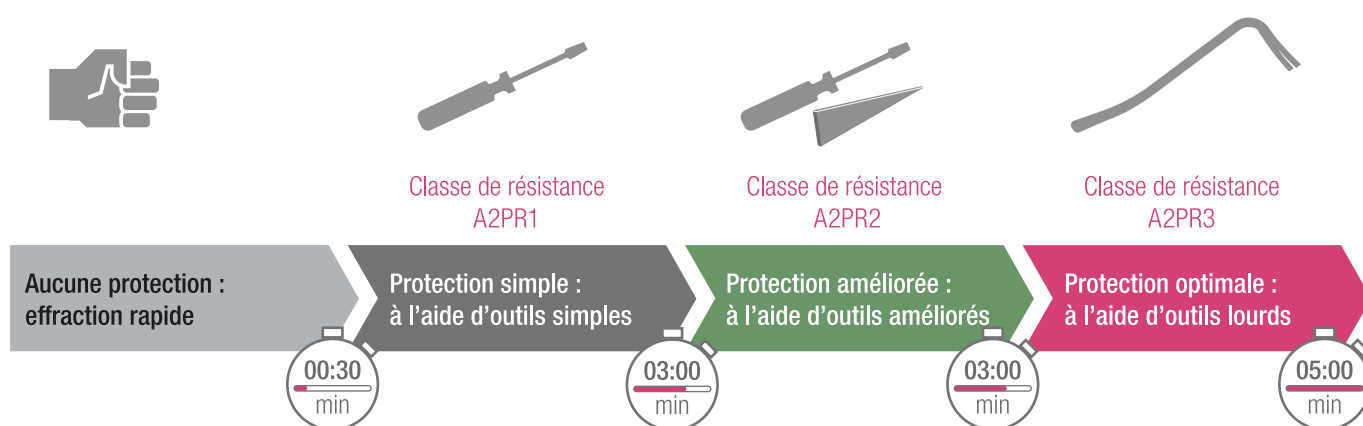 Classe de résistance
A2PR1
Classe de résistance
A2PR2
Classe de résistance
A2PR3
Aucune protection :
effraction rapide
Protection simple :
à l’aide d’outils simples
Protection améliorée :
à l’aide d’outils améliorés
Protection optimale :
à l’aide d’outils lourds
00:30
min
03:00
min
03:00
min
05:00
min